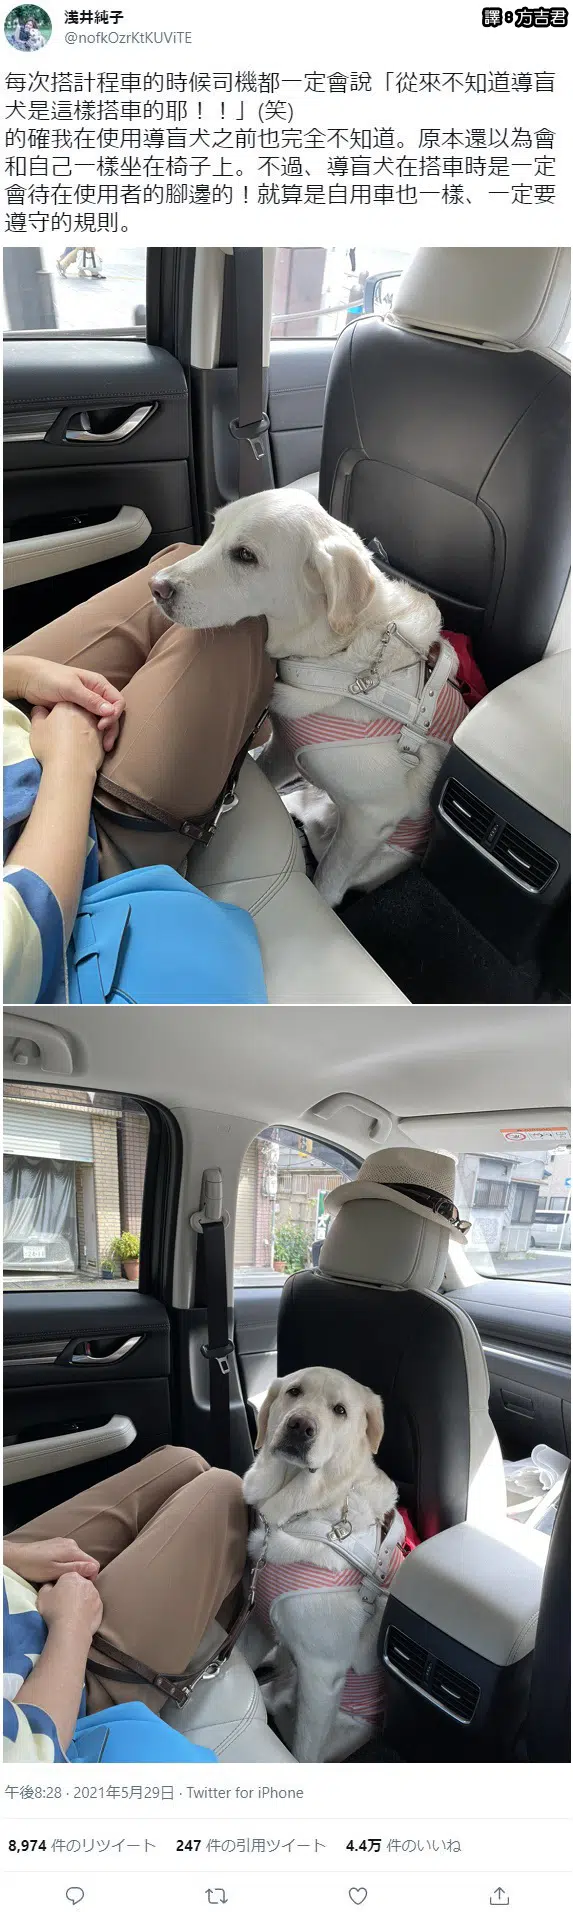 浅井純子
@nofkOzrKtKUViTE
譯●方吉君
每次搭計程車的時候司機都一定會說「從來不知道導盲
犬是這樣搭車的耶！！」(笑)
的確我在使用導盲犬之前也完全不知道。原本還以為會
和自己一樣坐在椅子上。不過、導盲犬在搭車時是一定
會待在使用者的腳邊的！就算是自用車也一樣、一定要
遵守的規則。
午後8:28 · 2021年5月29日 · Twitter for iPhone
8,974 件のリツイート 247 件の引用ツイート 4.4万 件のいいね